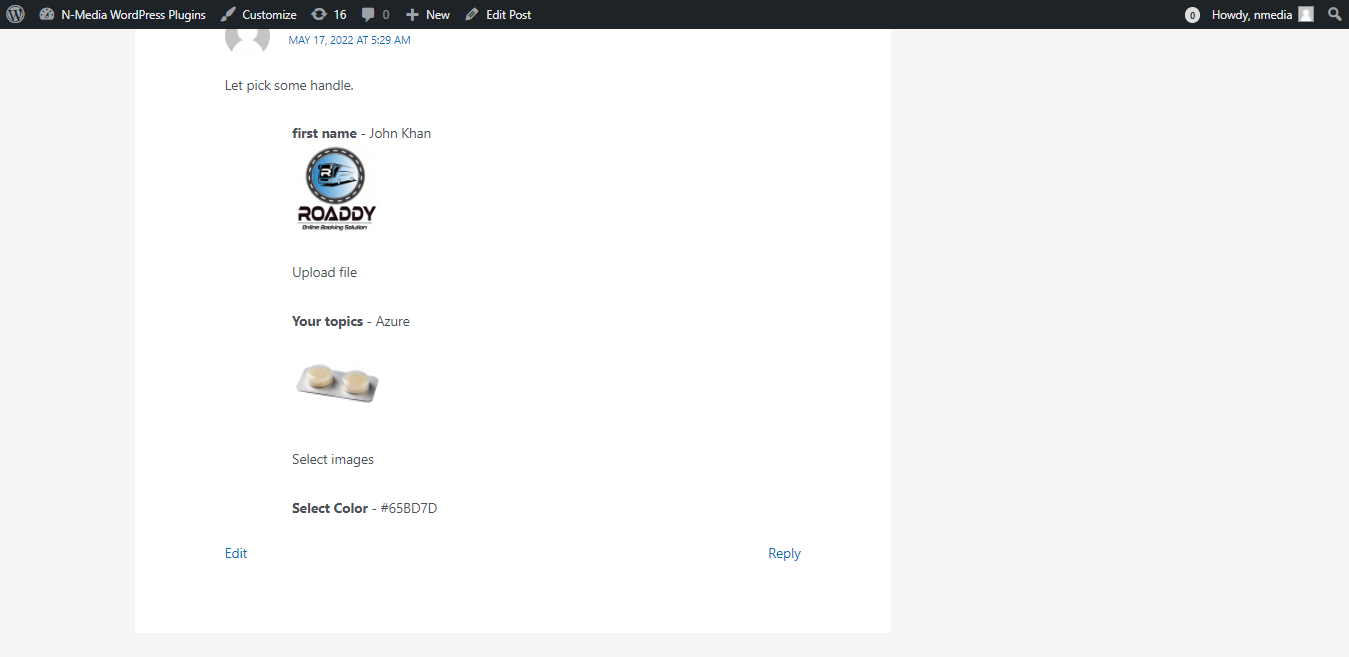 N-Media WordPress Plugins Customize 16 0 New Edit Post 0 Howdy, nmedia
MAY 17, 2022 AT 5:29 AM
Let pick some handle.
first name - John Khan
R
ROADDY
Online Booking Solution
Upload file
Your topics - Azure
Select images
Select Color - #65BD7D
Edit Reply